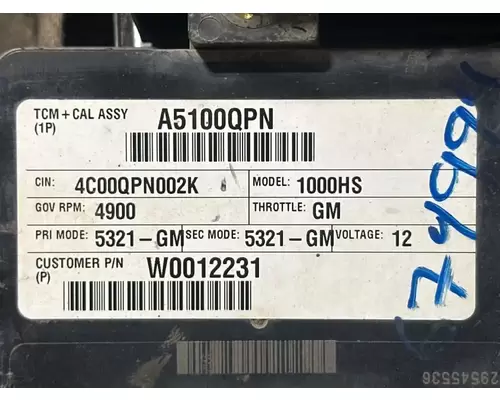 TCM + CAL ASSY A5100QPN
(1P)
CIN: 4C00QPN002K MODEL: 1000HS
GOV RPM: 4900 THROTTLE: GM
PRI MODE: 5321-GM SEC MODE: 5321-GM VOLTAGE: 12
CUSTOMER P/N W0012231
(P)
29545536